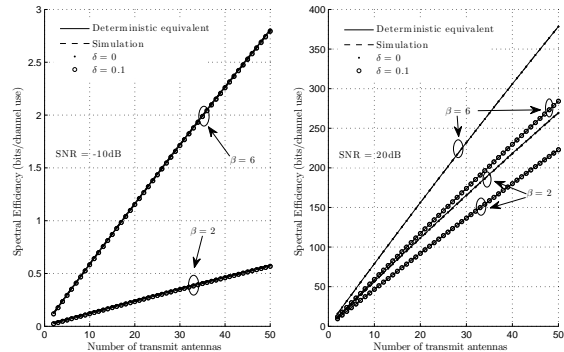 3
2.5
2
1.5
1
0.5
0
0
10
20
30
40
50
Spectral Efficiency (bits/channel use)
Number of transmit antennas
Deterministic equivalent
Simulation
δ = 0
δ = 0.1
SNR = -10dB
β = 6
β = 2
400
350
300
250
200
150
100
50
0
0
10
20
30
40
50
Spectral Efficiency (bits/channel use)
Number of transmit antennas
Deterministic equivalent
Simulation
δ = 0
δ = 0.1
β = 6
SNR = 20dB
β = 2